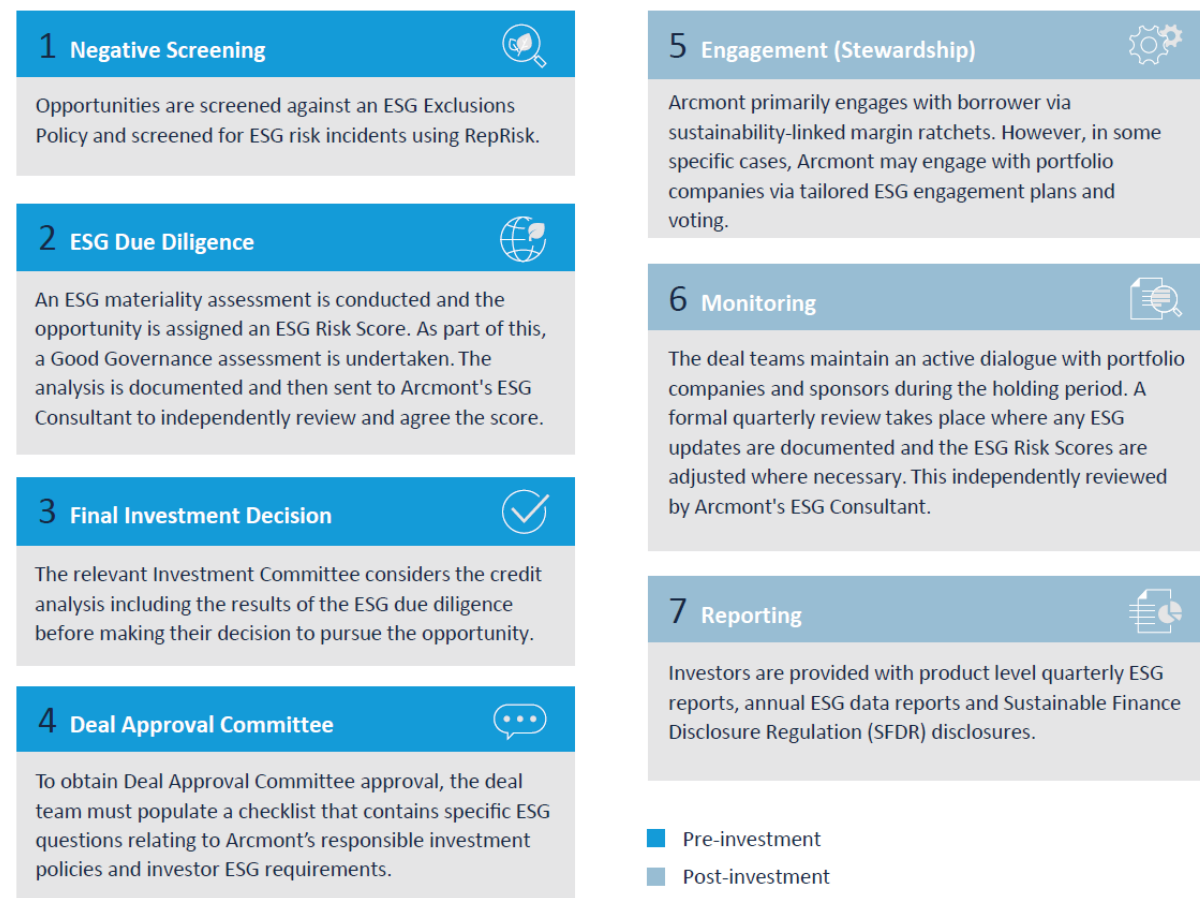 1 Negative Screening
Opportunities are screened against an ESG Exclusions
Policy and screened for ESG risk incidents using RepRisk.
2 ESG Due Diligence
An ESG materiality assessment is conducted and the
opportunity is assigned an ESG Risk Score. As part of this,
a Good Governance assessment is undertaken. The
analysis is documented and then sent to Arcmont's ESG
Consultant to independently review and agree the score.
3 Final Investment Decision
The relevant Investment Committee considers the credit
analysis including the results of the ESG due diligence
before making their decision to pursue the opportunity.
4 Deal Approval Committee
To obtain Deal Approval Committee approval, the deal
team must populate a checklist that contains specific ESG
questions relating to Arcmont’s responsible investment
policies and investor ESG requirements.
5 Engagement (Stewardship)
Arcmont primarily engages with borrower via
sustainability-linked margin ratchets. However, in some
specific cases, Arcmont may engage with portfolio
companies via tailored ESG engagement plans and
voting.
6 Monitoring
The deal teams maintain an active dialogue with portfolio
companies and sponsors during the holding period. A
formal quarterly review takes place where any ESG
updates are documented and the ESG Risk Scores are
adjusted where necessary. This independently reviewed
by Arcmont's ESG Consultant.
7 Reporting
Investors are provided with product level quarterly ESG
reports, annual ESG data reports and Sustainable Finance
Disclosure Regulation (SFDR) disclosures.
Pre-investment
Post-investment